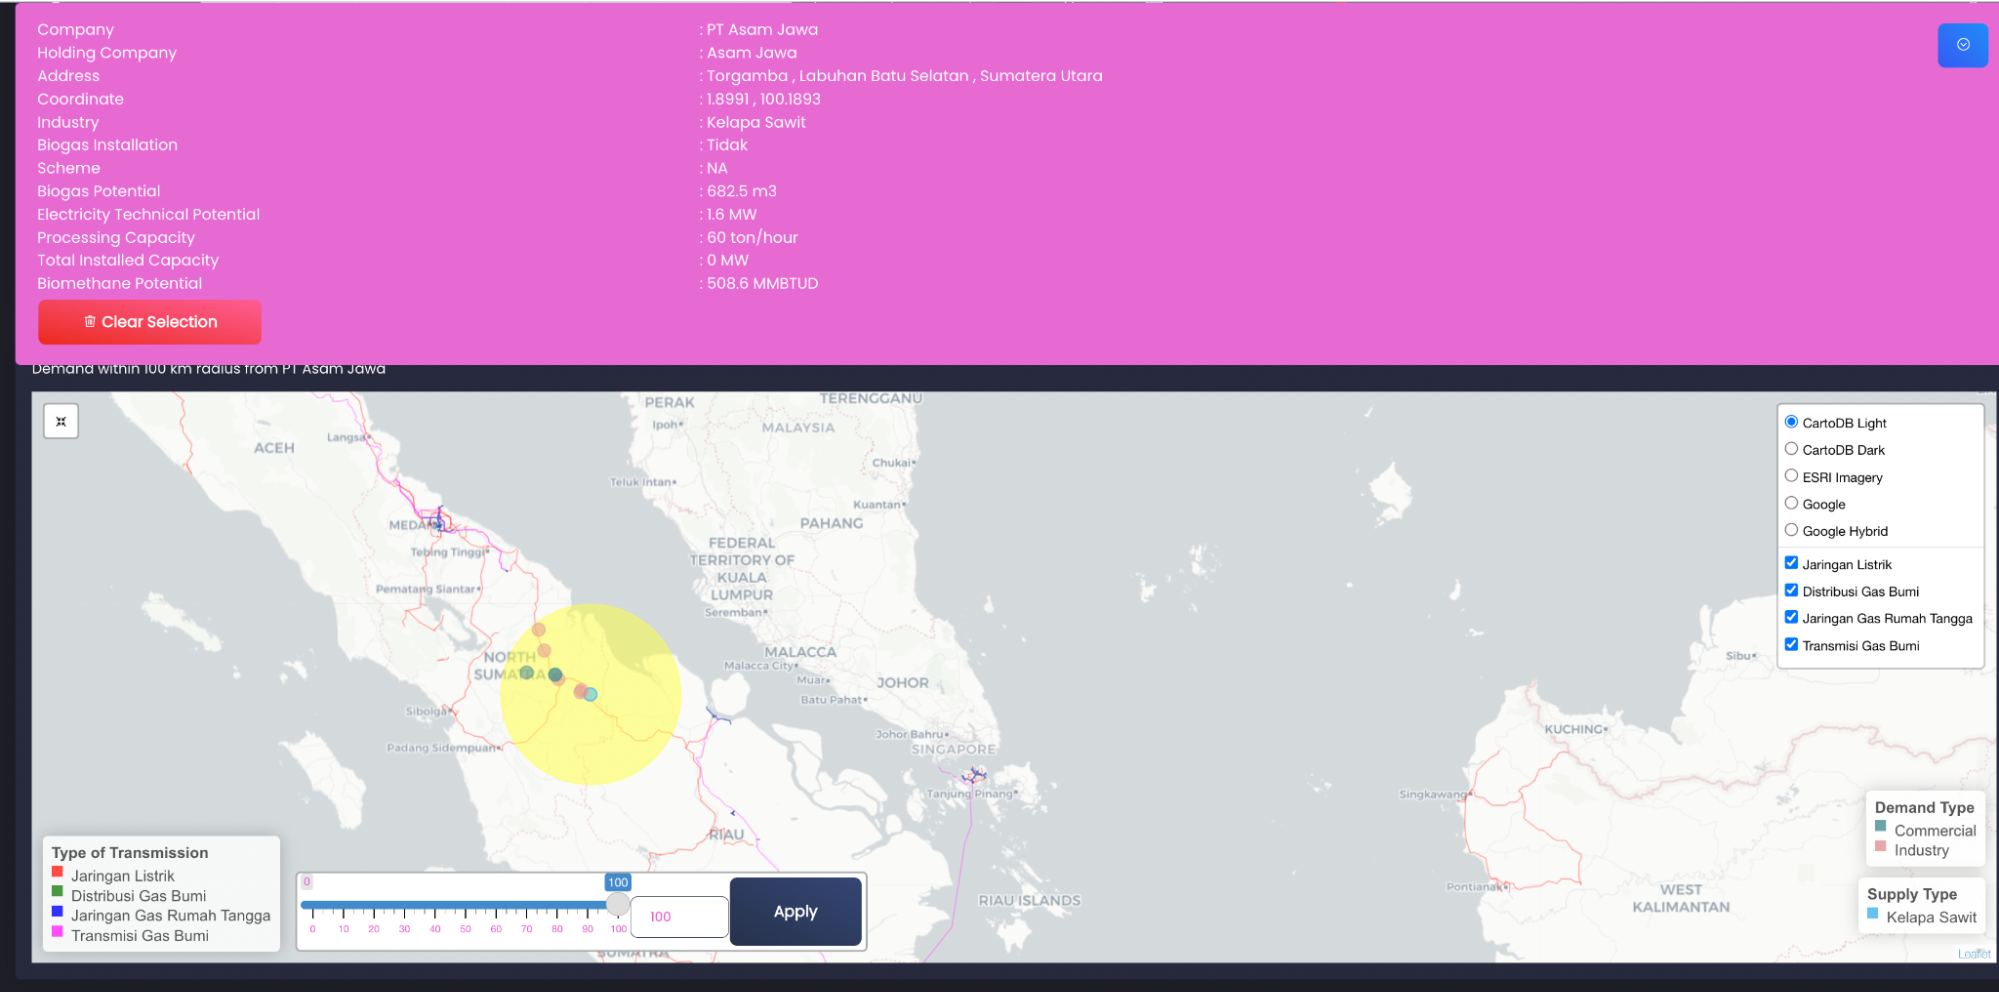 Company : PT Asam Jawa
Holding Company : Asam Jawa
Address : Torgamba , Labuhan Batu Selatan , Sumatera Utara
Coordinate : 1.8991 , 100.1893
Industry : Kelapa Sawit
Biogas Installation : Tidak
Scheme : NA
Biogas Potential : 682.5 m3
Electricity Technical Potential : 1.6 MW
Processing Capacity : 60 ton/hour
Total Installed Capacity : 0 MW
Biomethane Potential : 508.6 MMBTUD
Clear Selection
Demand within 100 km radius from PT Asam Jawa
PERAK
TERENGGANU
Ipoh
MALAYSIA
Langsa
ACEH
Chukai
Teluk Intan
Kuantan
MEDAN
PAHANG
Tebing Tinggi
FEDERAL
TERRITORY OF
KUALA
LUMPUR
Pematang Siantar
Seremban
NORTH
SUMATRA
MALACCA
Malacca City
Muar
JOHOR
Batu Pahat
Sibolga
Johor Bahru
SINGAPORE
Padang Sidempuan
Tanjung Pinang
RIAU
RIAU ISLANDS
SUMATRA
Sibu
KUCHING
Singkawang
Pontianak
WEST
KALIMANTAN
CartoDB Light
CartoDB Dark
ESRI Imagery
Google
Google Hybrid
Jaringan Listrik
Distribusi Gas Bumi
Jaringan Gas Rumah Tangga
Transmisi Gas Bumi
Type of Transmission
Jaringan Listrik
Distribusi Gas Bumi
Jaringan Gas Rumah Tangga
Transmisi Gas Bumi
0 100
0 10 20 30 40 50 60 70 80 90 100
100
Apply
Demand Type
Commercial
Industry
Supply Type
Kelapa Sawit
Leaflet